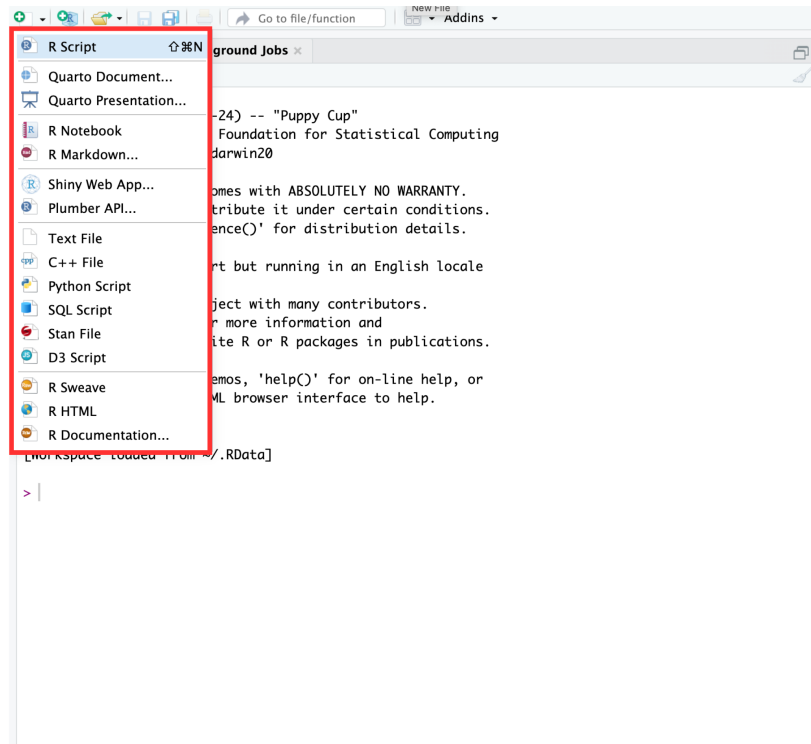 New File
Go to file/function
Addins
R Script ⇧⌘N
ground Jobs ×
Quarto Document...
Quarto Presentation...
-24) -- "Puppy Cup"
R Notebook
Foundation for Statistical Computing
R Markdown...
darwin20
Shiny Web App...
omes with ABSOLUTELY NO WARRANTY.
Plumber API...
tribute it under certain conditions.
ence()' for distribution details.
Text File
C++ File
rt but running in an English locale
Python Script
SQL Script
ject with many contributors.
Stan File
r more information and
ite R or R packages in publications.
D3 Script
R Sweave
emos, 'help()' for on-line help, or
ML browser interface to help.
R HTML
R Documentation...
[Workspace loaded from ~/.RData]
>